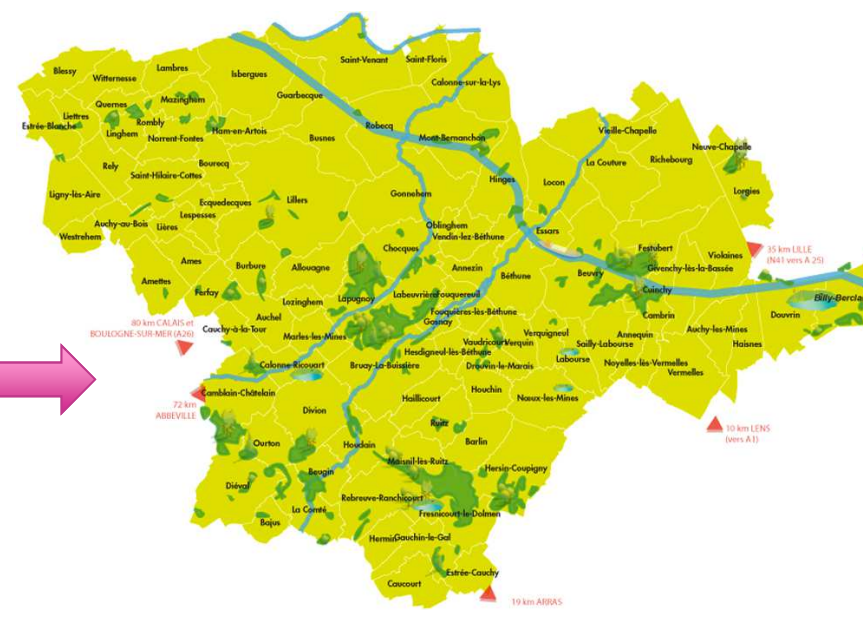 Blessy
Witternesse
Lambres
Isbergues
Saint-Venant
Saint-Floris
Calonne-sur-la-Lys
Guarbecque
Quernes
Mazinghem
Liettres
Estrée-Blanche
Rombly
Linghem
Norrent-Fontes
Ham-en-Artois
Busnes
Robecq
Mont-Bernanchon
Vieille-Chapelle
Neuve-Chapelle
La Couture
Richebourg
Rely
Bourecq
Saint-Hilaire-Cottes
Hinges
Locon
Lorgies
Ligny-lès-Aire
Ecquedecques
Lillers
Gonnehem
Lespesses
Auchy-au-Bois
Lières
Westrehem
Oblinghem
Vendin-lez-Béthune
Essars
Chocques
Festubert
Violaines
35 km LILLE
(N41 vers A 25)
Ames
Burbure
Allouagne
Annezin
Béthune
Beuvry
Givenchy-lès-la-Bassée
Amettes
Ferfay
Lozinghem
Lapugnoy
Labeuvrière
Fouquereuil
Cuinchy
Billy-Bercla
Auchel
Fouquières-lès-Béthune
Gosnay
Cambrin
Douvrin
80 km CALAIS et
BOULOGNE-SUR-MER (A26)
Cauchy-à-la-Tour
Marles-les-Mines
Vaudricourt
Verquin
Verquigneul
Sailly-Labourse
Annequin
Auchy-les-Mines
Haisnes
Hesdigneul-lès-Béthune
Labourse
Noyelles-lès-Vermelles
Vermelles
Calonne-Ricouart
Bruay-La-Buissière
Drouvin-le-Marais
Camblain-Châtelain
72 km
ABBEVILLE
Houchin
Haillicourt
Nœux-les-Mines
Divion
Ruitz
10 km LENS
(vers A1)
Ourton
Houdain
Barlin
Maisnil-lès-Ruitz
Hersin-Coupigny
Beugin
Diéval
Rebreuve-Ranchicourt
La Comté
Fresnicourt-le-Dolmen
Bajus
Hermin
Gauchin-le-Gal
Estrée-Cauchy
Caucourt
19 km ARRAS